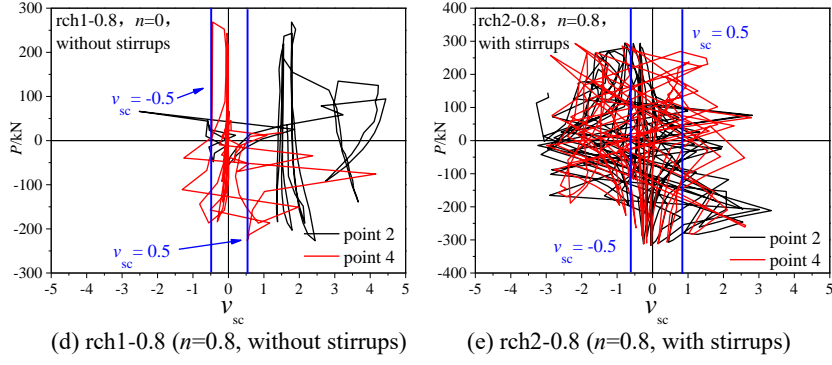 rch1-0.8, n=0,
without stirrups
300
200
100
0
-100
-200
300
P/kN
v_sc = -0.5
v_sc 0.5
point 2
point 4
-5 -4 -3 -2 -1 0 1 2 3 4 5
v_sc
(d) rch1-0.8 (n=0.8, without stirrups)
rch2-0.8, n=0.8,
with stirrups
400
300
200
100
0
-100
-200
-300
-400
P/kN
v_sc 0.5
v_sc = -0.5
point 2
point 4
-5 -4 -3 -2 -1 0 1 2 3 4 5
v_sc
(e) rch2-0.8 (n=0.8, with stirrups)